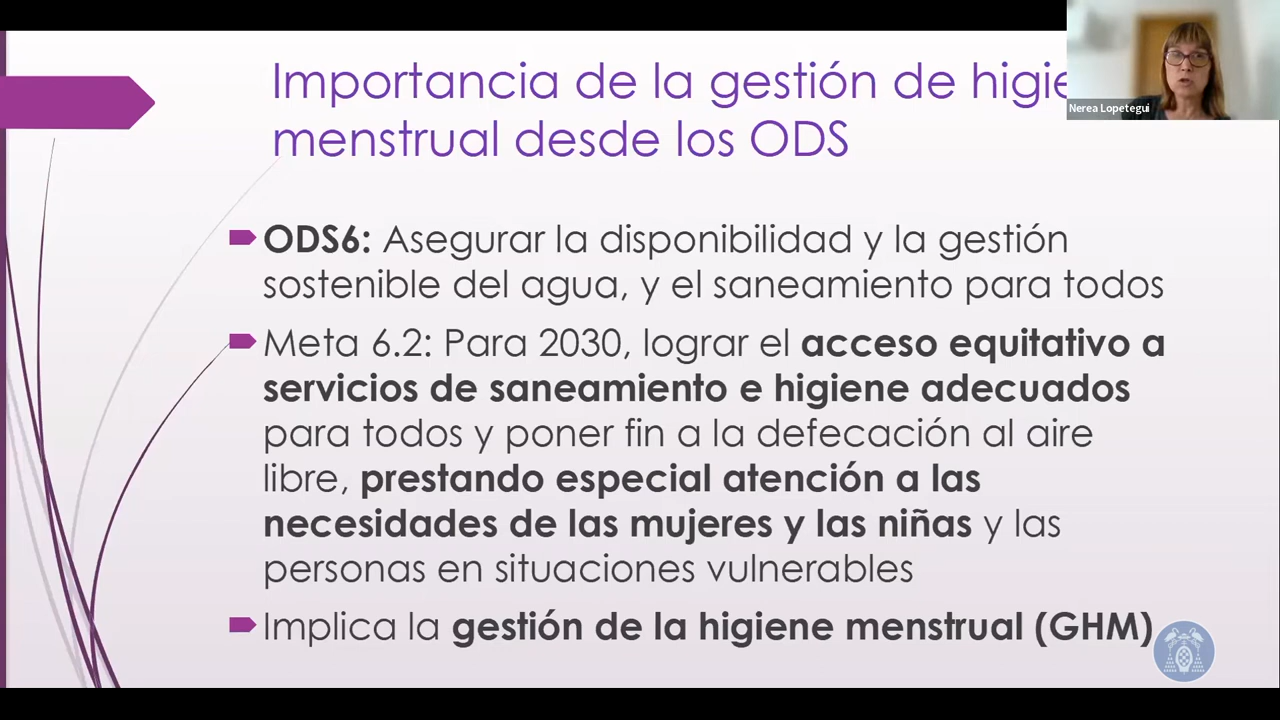 Importancia de la gestión de higie
menstrual desde los ODS
Nerea Lopetegui
ODS6: Asegurar la disponibilidad y la gestión
sostenible del agua, y el saneamiento para todos
Meta 6.2: Para 2030, lograr el acceso equitativo a
servicios de saneamiento e higiene adecuados
para todos y poner fin a la defecación al aire
libre, prestando especial atención a las
necesidades de las mujeres y las niñas y las
personas en situaciones vulnerables
Implica la gestión de la higiene menstrual (GHM)